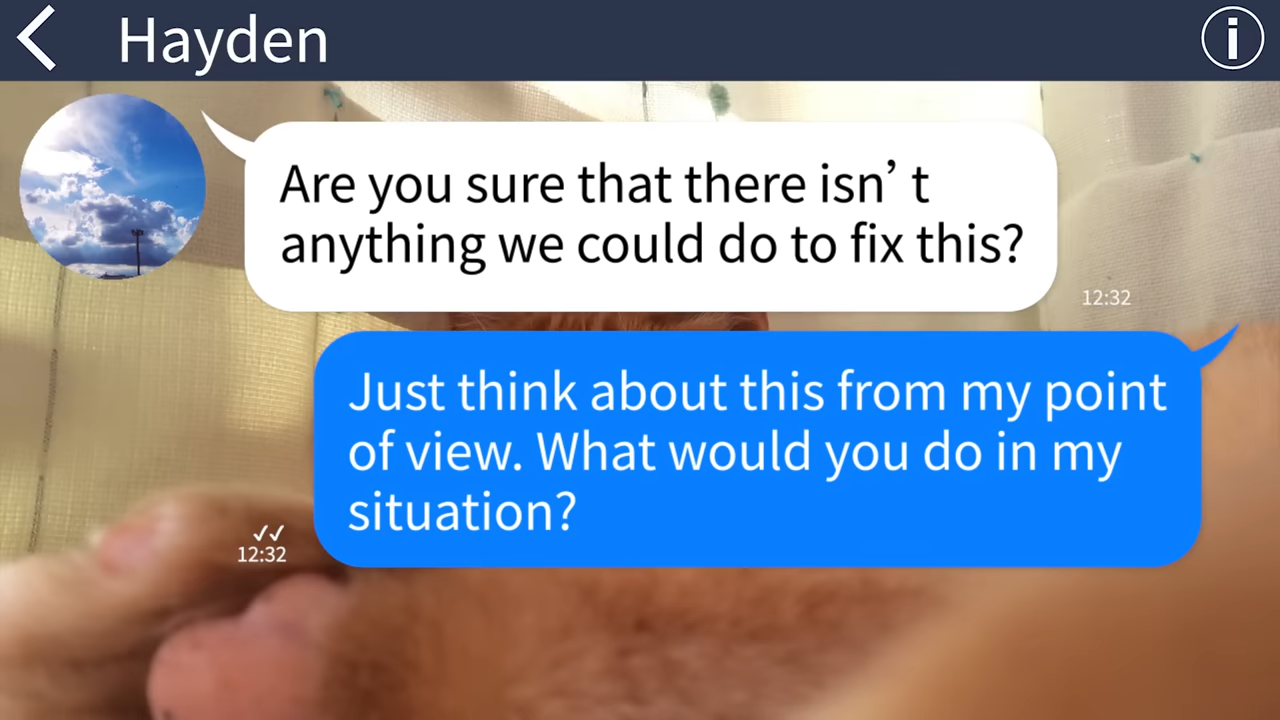 Hayden
Are you sure that there isn’ t
anything we could do to fix this?
12:32
Just think about this from my point
of view. What would you do in my
situation?
12:32